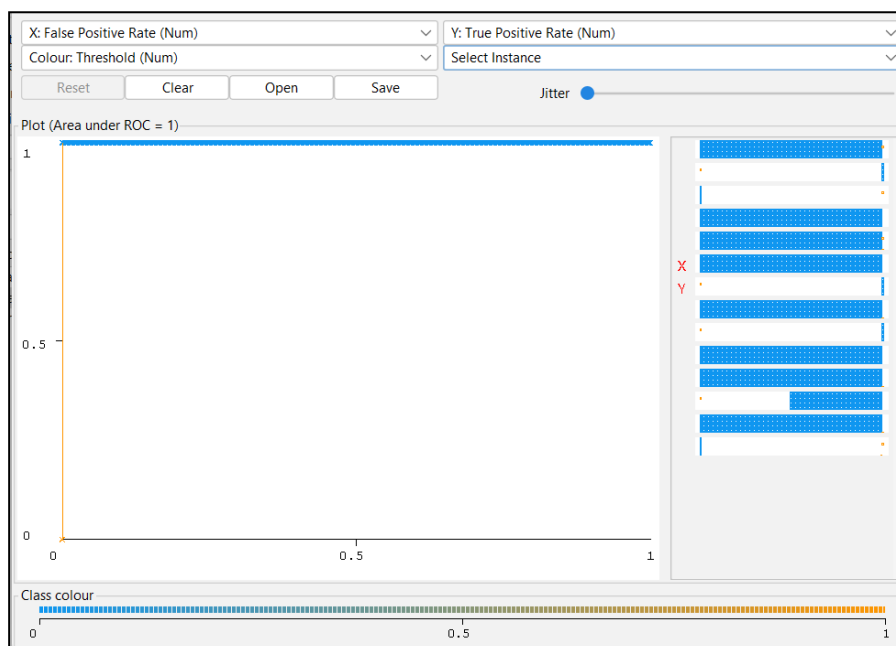 X: False Positive Rate (Num) Y: True Positive Rate (Num)
Colour: Threshold (Num) Select Instance
Reset Clear Open Save Jitter
Plot (Area under ROC = 1)
1
0.5
0
0 0.5 1
X
Y
Class colour
0 0.5 1